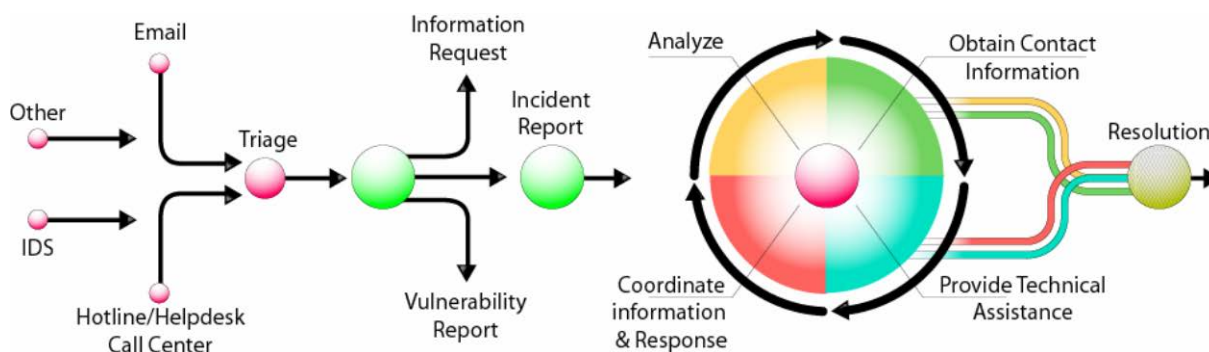 Email
Other
IDS
Hotline/Helpdesk
Call Center
Triage
Information
Request
Incident
Report
Vulnerability
Report
Analyze
Obtain Contact
Information
Coordinate
information
& Response
Provide Technical
Assistance
Resolution